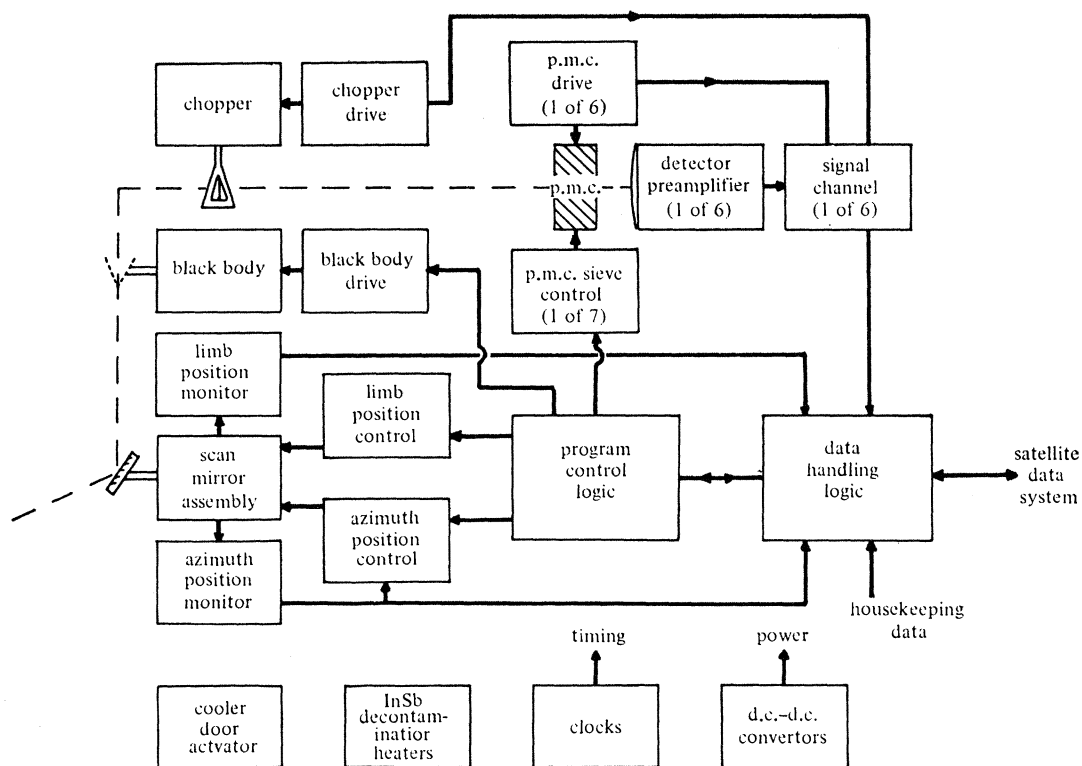 p.m.c.
drive
(1 of 6)
chopper
chopper
drive
detector
preamplifier
(1 of 6)
signal
channel
(1 of 6)
p.m.c.
black body
black body
drive
p.m.c. sieve
control
(1 of 7)
limb
position
monitor
limb
position
control
scan
mirror
assembly
program
control
logic
data
handling
logic
satellite
data
system
azimuth
position
control
azimuth
position
monitor
housekeeping
data
timing
power
cooler
door
actvator
InSb
decontam-
inatior
heaters
clocks
d.c.-d.c.
convertors